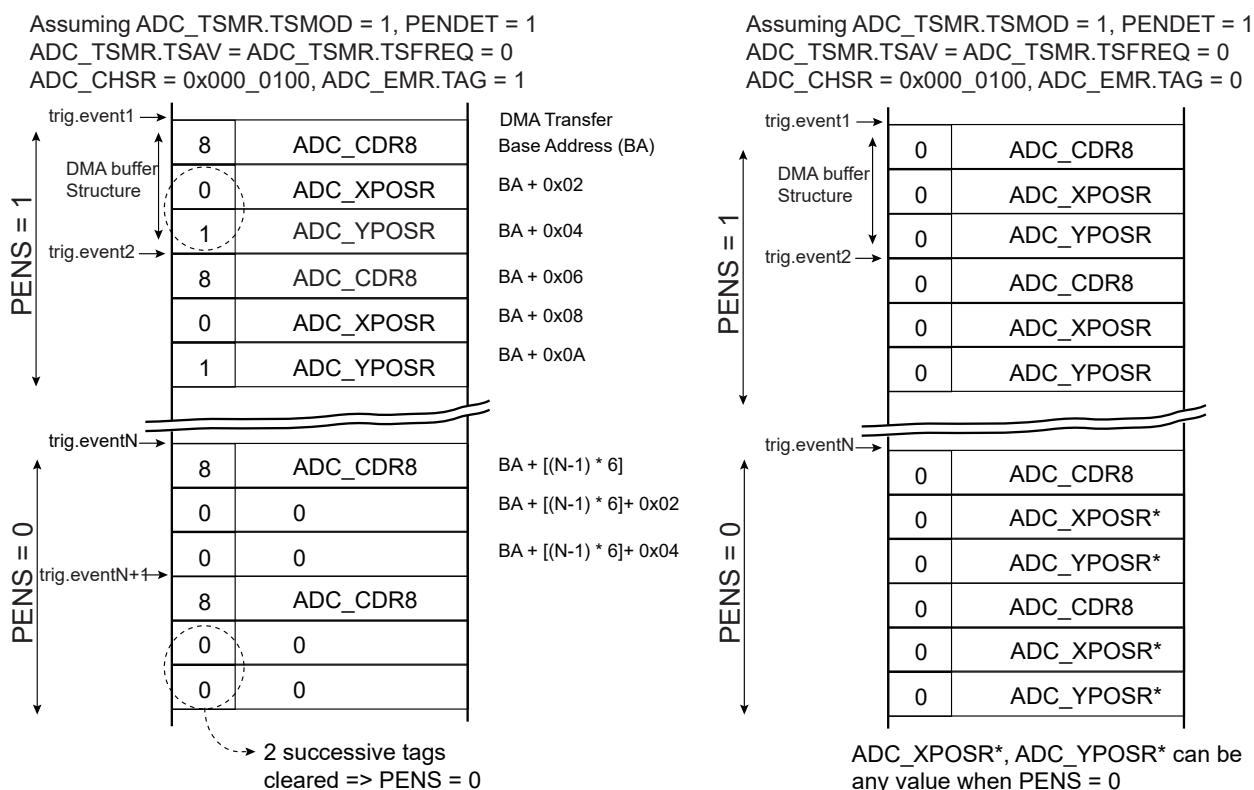 Assuming ADC_TSMR.TSMOD = 1, PENDET = 1
ADC_TSMR.TSAV = ADC_TSMR.TSFREQ = 0
ADC_CHSR = 0x000_0100, ADC_EMR.TAG = 1
trig.event1
DMA Transfer
8 ADC_CDR8 Base Address (BA)
DMA buffer
Structure
0 ADC_XPOSR BA + 0x02
1 ADC_YPOSR BA + 0x04
trig.event2
PENS = 1
8 ADC_CDR8 BA + 0x06
0 ADC_XPOSR BA + 0x08
1 ADC_YPOSR BA + 0x0A
trig.eventN
8 ADC_CDR8 BA + [(N-1) * 6]
0 0 BA + [(N-1) * 6]+ 0x02
0 0 BA + [(N-1) * 6]+ 0x04
PENS = 0
trig.eventN+1
8 ADC_CDR8
0 0
0 0
2 successive tags
cleared => PENS = 0
Assuming ADC_TSMR.TSMOD = 1, PENDET = 1
ADC_TSMR.TSAV = ADC_TSMR.TSFREQ = 0
ADC_CHSR = 0x000_0100, ADC_EMR.TAG = 0
trig.event1
0 ADC_CDR8
DMA buffer
Structure
0 ADC_XPOSR
0 ADC_YPOSR
trig.event2
PENS = 1
0 ADC_CDR8
0 ADC_XPOSR
0 ADC_YPOSR
trig.eventN
0 ADC_CDR8
0 ADC_XPOSR*
0 ADC_YPOSR*
PENS = 0
0 ADC_CDR8
0 ADC_XPOSR*
0 ADC_YPOSR*
ADC_XPOSR*, ADC_YPOSR* can be
any value when PENS = 0